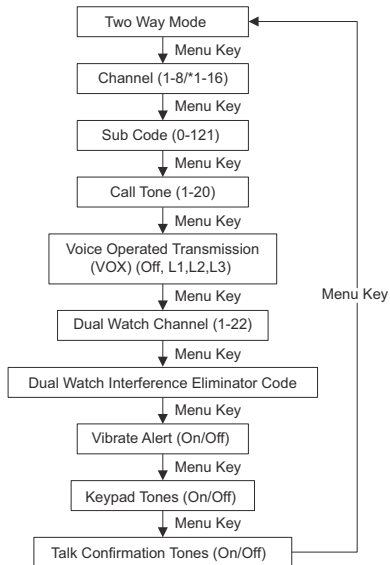 Two Way Mode
Menu Key
Channel (1-8/*1-16)
Menu Key
Sub Code (0-121)
Menu Key
Call Tone (1-20)
Menu Key
Voice Operated Transmission
(VOX) (Off, L1,L2,L3)
Menu Key
Menu Key
Dual Watch Channel (1-22)
Menu Key
Dual Watch Interference Eliminator Code
Menu Key
Vibrate Alert (On/Off)
Menu Key
Keypad Tones (On/Off)
Menu Key
Talk Confirmation Tones (On/Off)